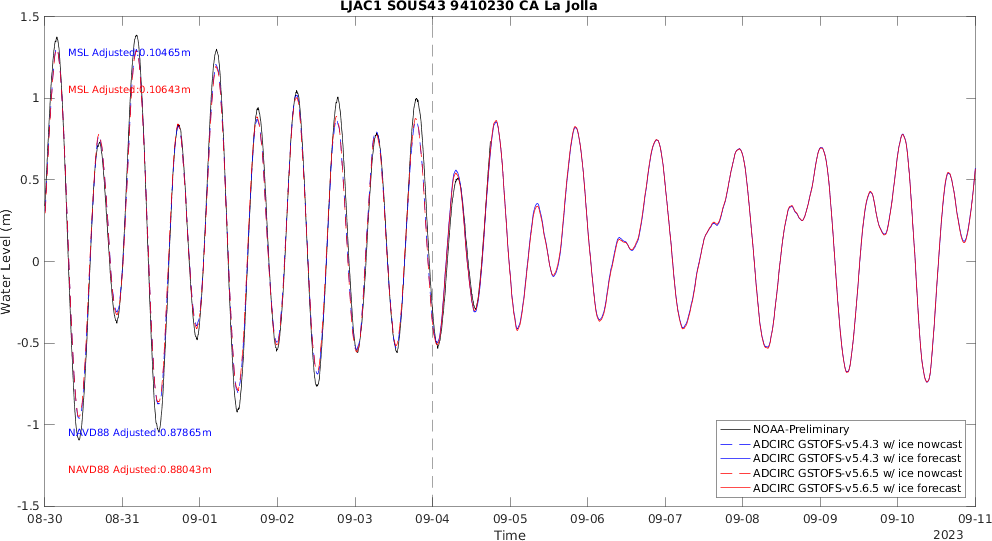 LJAC1 SOUS43 9410230 CA La Jolla
1.5
1
0.5
0
-0.5
-1
-1.5
Water Level (m)
MSL Adjusted:0.10465m
MSL Adjusted:0.10643m
NAVD88 Adjusted:0.87865m
NAVD88 Adjusted:0.88043m
NOAA-Preliminary
ADCIRC GSTOFS-v5.4.3 w/ ice nowcast
ADCIRC GSTOFS-v5.4.3 w/ ice forecast
ADCIRC GSTOFS-v5.6.5 w/ ice nowcast
ADCIRC GSTOFS-v5.6.5 w/ ice forecast
08-30 08-31 09-01 09-02 09-03 09-04 09-05 09-06 09-07 09-08 09-09 09-10 09-11
Time
2023